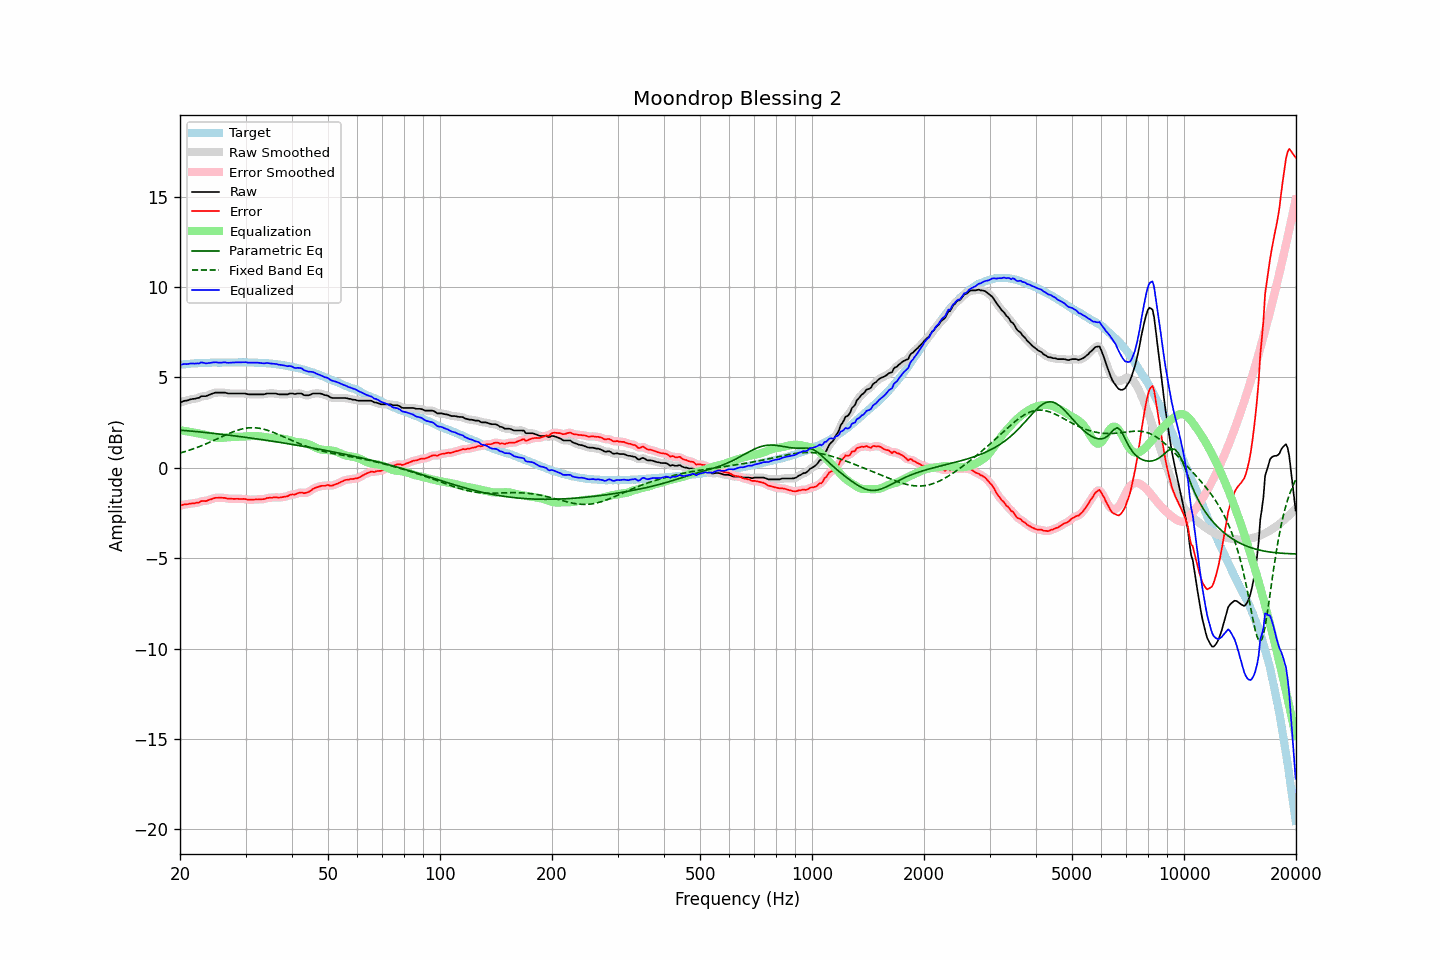 Moondrop Blessing 2
Target
Raw Smoothed
Error Smoothed
Raw
Error
Equalization
Parametric Eq
Fixed Band Eq
Equalized
Amplitude (dBr)
15
10
5
0
−5
−10
−15
−20
20 50 100 200 500 1000 2000 5000 10000 20000
Frequency (Hz)